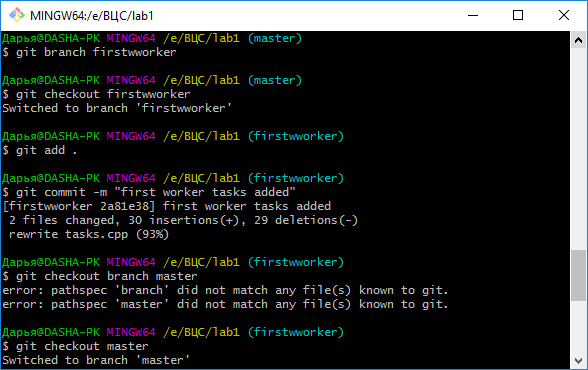 MINGW64:/e/ВЦС/lab1
Дарья@DASHA-PK MINGW64 /e/ВЦС/lab1 (master)
$ git branch firstwworker
Дарья@DASHA-PK MINGW64 /e/ВЦС/lab1 (master)
$ git checkout firstwworker
Switched to branch 'firstwworker'
Дарья@DASHA-PK MINGW64 /e/ВЦС/lab1 (firstwworker)
$ git add .
Дарья@DASHA-PK MINGW64 /e/ВЦС/lab1 (firstwworker)
$ git commit -m "first worker tasks added"
[firstwworker 2a81e38] first worker tasks added
 2 files changed, 30 insertions(+), 29 deletions(-)
 rewrite tasks.cpp (93%)
Дарья@DASHA-PK MINGW64 /e/ВЦС/lab1 (firstwworker)
$ git checkout branch master
error: pathspec 'branch' did not match any file(s) known to git.
error: pathspec 'master' did not match any file(s) known to git.
Дарья@DASHA-PK MINGW64 /e/ВЦС/lab1 (firstwworker)
$ git checkout master
Switched to branch 'master'